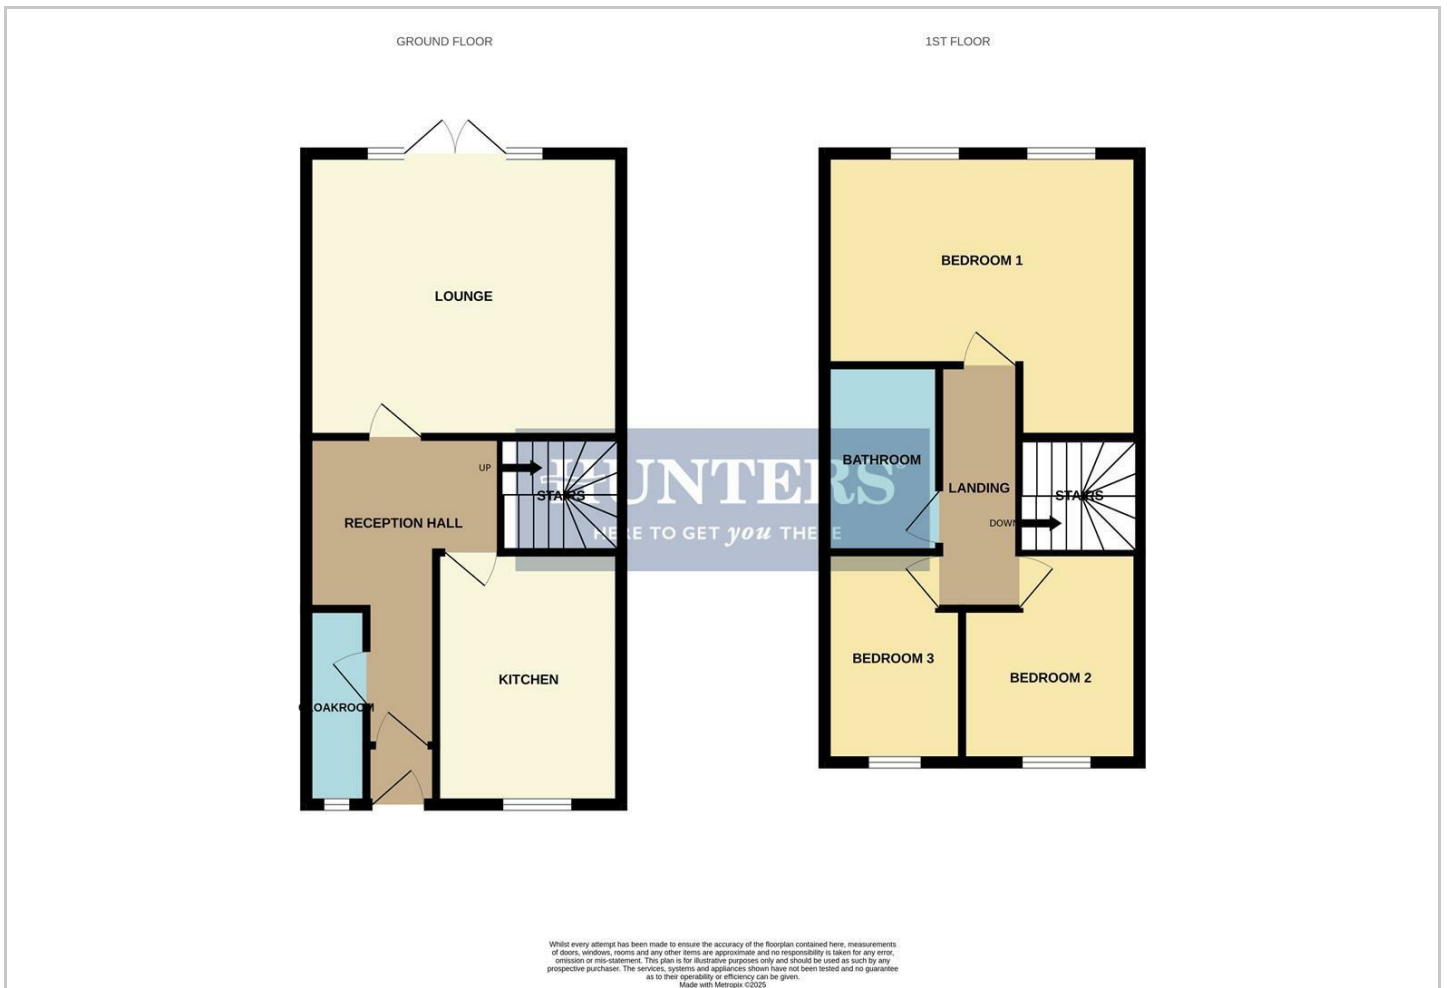 GROUND FLOOR
1ST FLOOR
LOUNGE
BEDROOM 1
UP
STAIRS
RECEPTION HALL
KITCHEN
CLOAKROOM
BATHROOM
LANDING
STAIRS
DOWN
BEDROOM 3
BEDROOM 2
HUNTERS®
HERE TO GET you THERE
Whilst every attempt has been made to ensure the accuracy of the floorplan contained here, measurements
of doors, windows, rooms and any other items are approximate and no responsibility is taken for any error,
omission or mis-statement. This plan is for illustrative purposes only and should be used as such by any
prospective purchaser. The services, systems and appliances shown have not been tested and no guarantee
as to their operability or efficiency can be given.
Made with Metropix ©2025